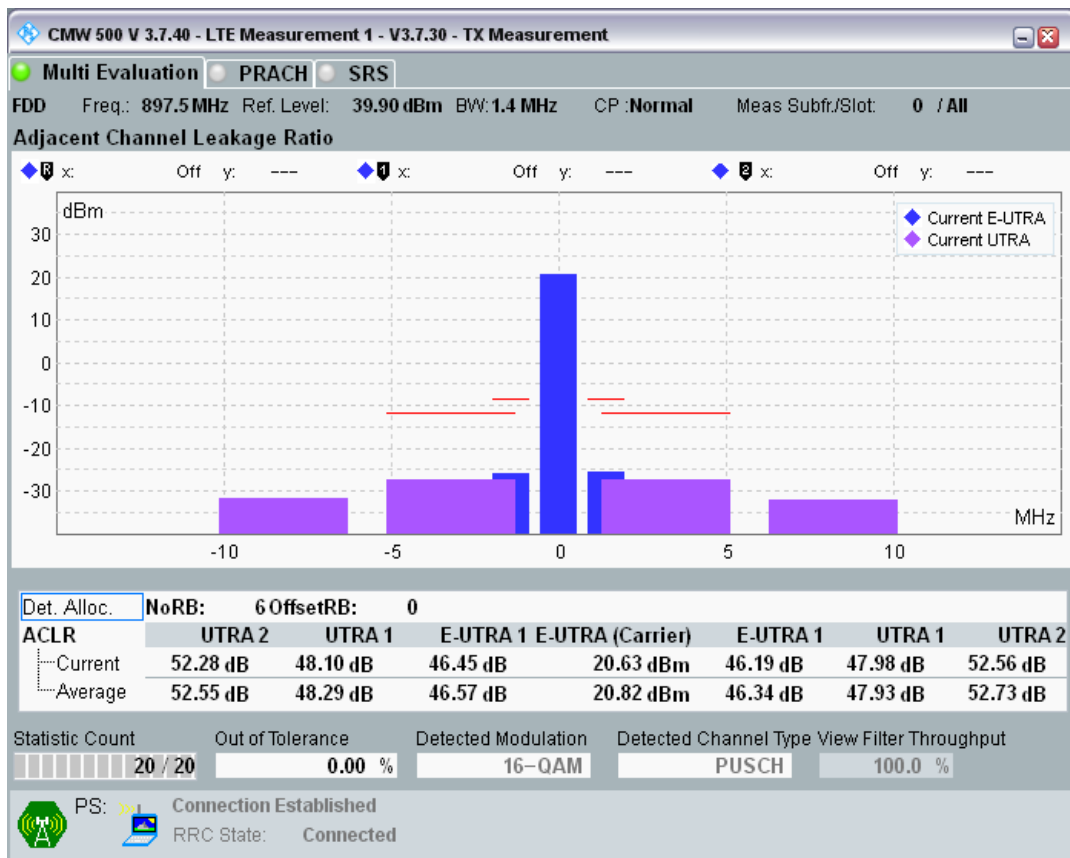 CMW 500 V 3.7.40 - LTE Measurement 1 - V3.7.30 - TX Measurement
Multi Evaluation PRACH SRS
FDD Freq.: 897.5 MHz Ref. Level: 39.90 dBm BW: 1.4 MHz CP :Normal Meas Subfr./Slot: 0 / All
Adjacent Channel Leakage Ratio
R x: Off y: --- 1 x: Off y: --- 2 x: Off y: ---
dBm
Current E-UTRA
Current UTRA
30
20
10
0
-10
-20
-30
MHz
-10 -5 0 5 10
Det. Alloc. NoRB: 6 OffsetRB: 0
ACLR UTRA 2 UTRA 1 E-UTRA 1 E-UTRA (Carrier) E-UTRA 1 UTRA 1 UTRA 2
Current 52.28 dB 48.10 dB 46.45 dB 20.63 dBm 46.19 dB 47.98 dB 52.56 dB
Average 52.55 dB 48.29 dB 46.57 dB 20.82 dBm 46.34 dB 47.93 dB 52.73 dB
Statistic Count Out of Tolerance Detected Modulation Detected Channel Type View Filter Throughput
20 / 20 0.00 % 16-QAM PUSCH 100.0 %
PS: Connection Established
RRC State: Connected